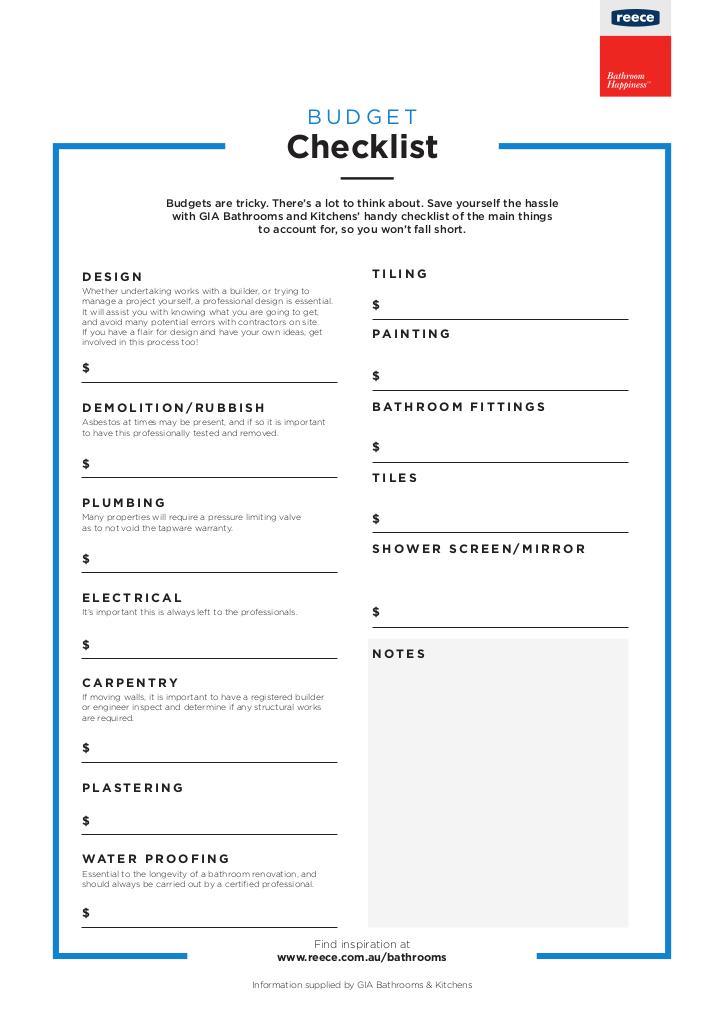 reece
Bathroom
Happiness™
BUDGET
Checklist
Budgets are tricky. There's a lot to think about. Save yourself the hassle
with GIA Bathrooms and Kitchens' handy checklist of the main things
to account for, so you won't fall short.
DESIGN
Whether undertaking works with a builder, or trying to
manage a project yourself, a professional design is essential.
It will assist you with knowing what you are going to get,
and avoid many potential errors with contractors on site.
If you have a flair for design and have your own ideas, get
involved in this process too!
$
DEMOLITION/RUBBISH
Asbestos at times may be present, and if so it is important
to have this professionally tested and removed.
$
PLUMBING
Many properties will require a pressure limiting valve
as to not void the tapware warranty.
$
ELECTRICAL
It's important this is always left to the professionals.
$
CARPENTRY
If moving walls, it is important to have a registered builder
or engineer inspect and determine if any structural works
are required.
$
PLASTERING
$
WATER PROOFING
Essential to the longevity of a bathroom renovation, and
should always be carried out by a certified professional.
$
TILING
$
PAINTING
$
BATHROOM FITTINGS
$
TILES
$
SHOWER SCREEN/MIRROR
$
NOTES
Find inspiration at
www.reece.com.au/bathrooms
Information supplied by GIA Bathrooms & Kitchens